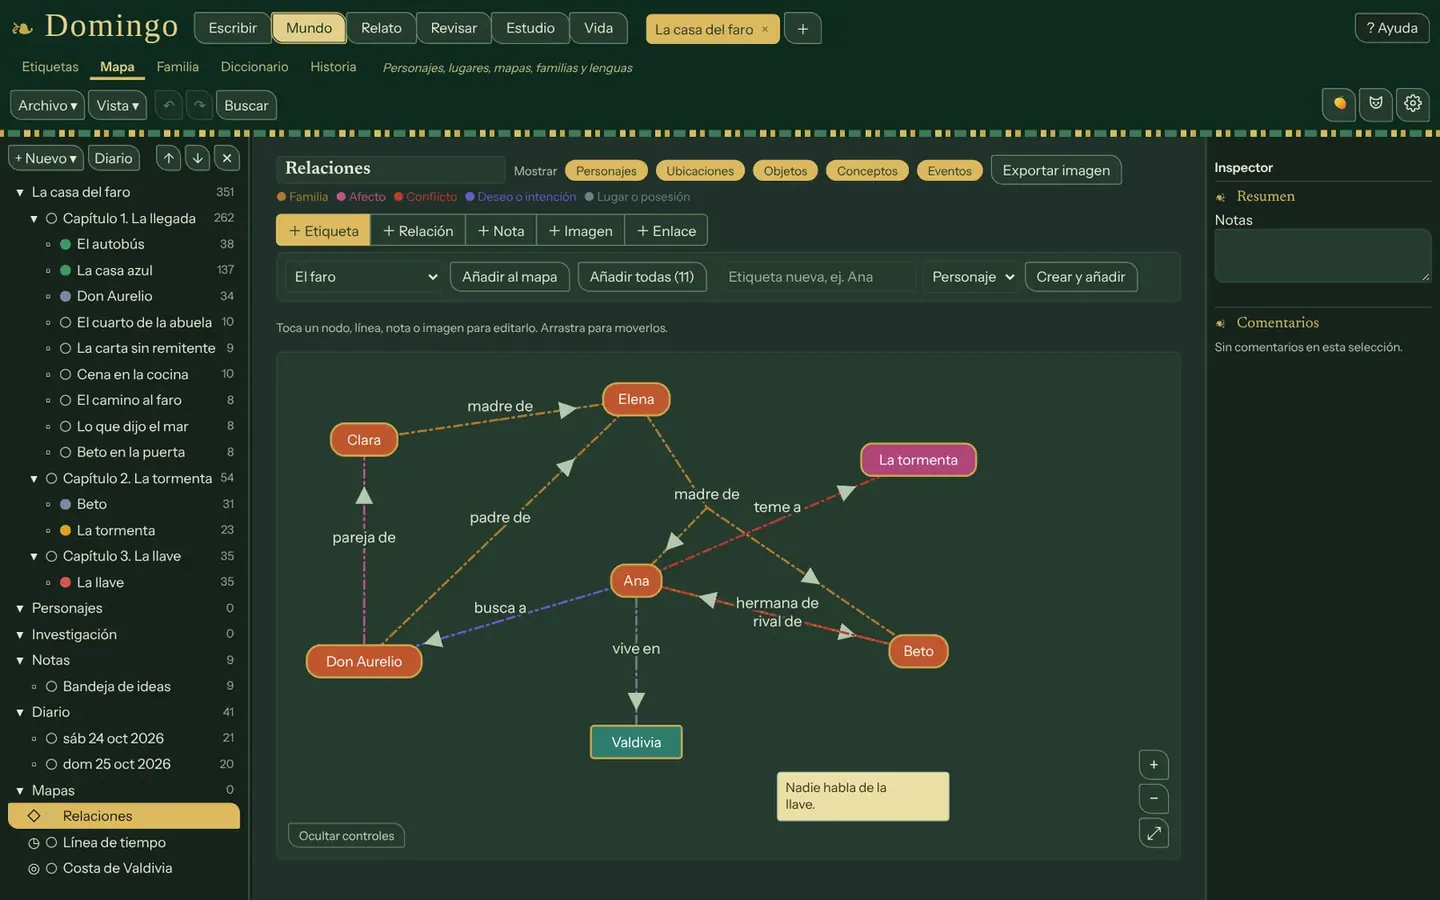 Domingo
Escribir
Mundo
Relato
Revisar
Estudio
Vida
La casa del faro ×
+
? Ayuda
Etiquetas
Mapa
Familia
Diccionario
Historia
Personajes, lugares, mapas, familias y lenguas
Archivo ▾
Vista ▾
Buscar
+ Nuevo ▾
Diario
↑
↓
✕
La casa del faro 351
Capítulo 1. La llegada 262
El autobús 38
La casa azul 137
Don Aurelio 34
El cuarto de la abuela 10
La carta sin remitente 9
Cena en la cocina 10
El camino al faro 8
Lo que dijo el mar 8
Beto en la puerta 8
Capítulo 2. La tormenta 54
Beto 31
La tormenta 23
Capítulo 3. La llave 35
La llave 35
Personajes 0
Investigación 0
Notas 9
Bandeja de ideas 9
Diario 41
sáb 24 oct 2026 21
dom 25 oct 2026 20
Mapas 0
Relaciones
Línea de tiempo
Costa de Valdivia
Relaciones
Mostrar
Personajes
Ubicaciones
Objetos
Conceptos
Eventos
Exportar imagen
Familia
Afecto
Conflicto
Deseo o intención
Lugar o posesión
+ Etiqueta
+ Relación
+ Nota
+ Imagen
+ Enlace
El faro
Añadir al mapa
Añadir todas (11)
Etiqueta nueva, ej. Ana
Personaje
Crear y añadir
Toca un nodo, línea, nota o imagen para editarlo. Arrastra para moverlos.
Elena
madre de
Clara
La tormenta
madre de
teme a
padre de
pareja de
Ana
busca a
hermana de
rival de
vive en
Beto
Don Aurelio
Valdivia
Nadie habla de la
llave.
+
−
Ocultar controles
Inspector
Resumen
Notas
Comentarios
Sin comentarios en esta selección.